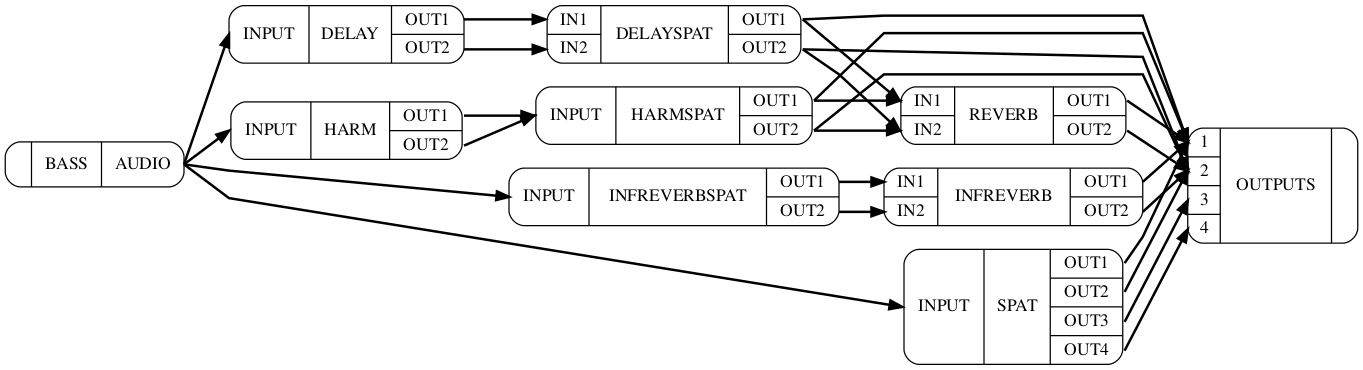 INPUT DELAY OUT1
OUT2
IN1 DELAYSPAT OUT1
IN2 OUT2
INPUT HARM OUT1
OUT2
INPUT HARMSPAT OUT1
OUT2
IN1 REVERB OUT1
IN2 OUT2
BASS AUDIO
INPUT INFREVERBSPAT OUT1
OUT2
IN1 INFREVERB OUT1
IN2 OUT2
1
2
3
4
OUTPUTS
INPUT SPAT OUT1
OUT2
OUT3
OUT4